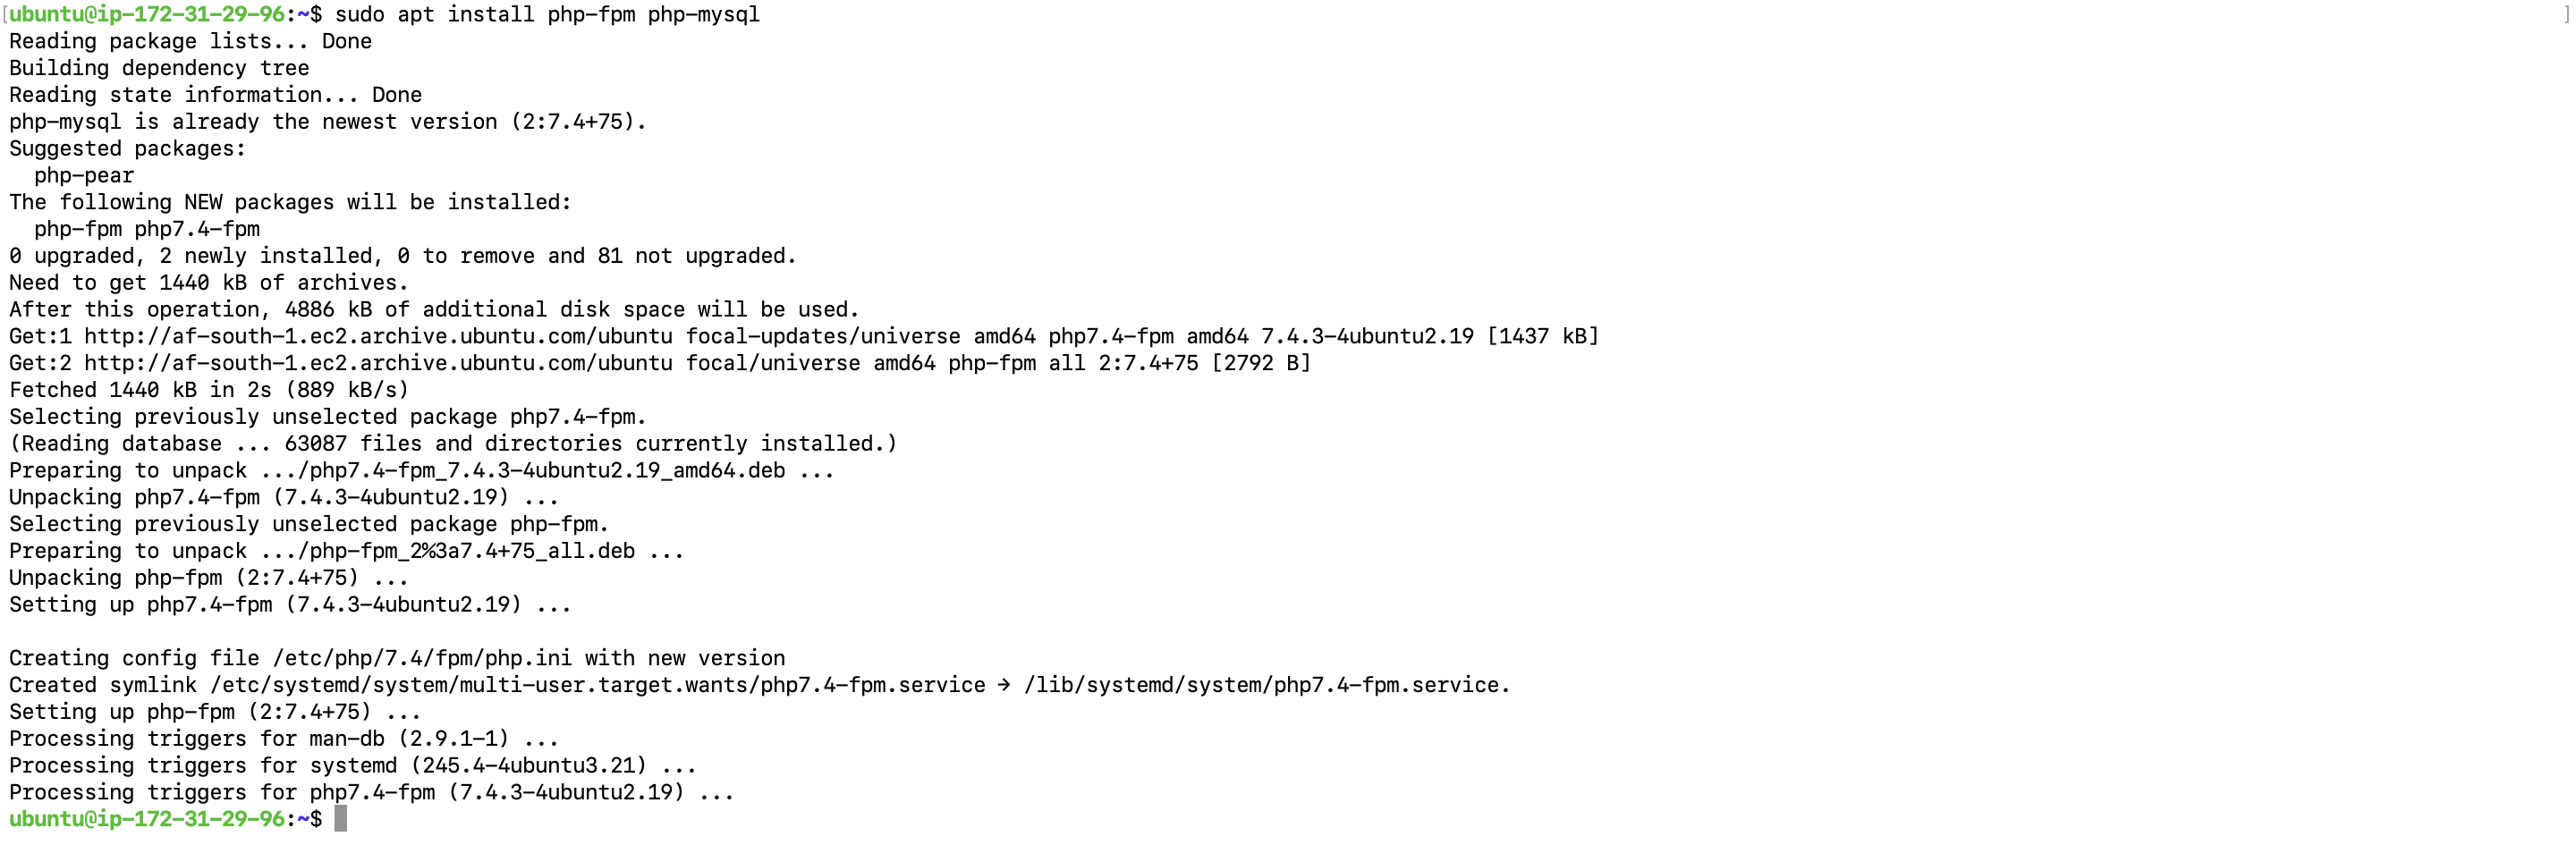 [ubuntu@ip-172-31-29-96:~$ sudo apt install php-fpm php-mysql ]
Reading package lists... Done
Building dependency tree
Reading state information... Done
php-mysql is already the newest version (2:7.4+75).
Suggested packages:
  php-pear
The following NEW packages will be installed:
  php-fpm php7.4-fpm
0 upgraded, 2 newly installed, 0 to remove and 81 not upgraded.
Need to get 1440 kB of archives.
After this operation, 4886 kB of additional disk space will be used.
Get:1 http://af-south-1.ec2.archive.ubuntu.com/ubuntu focal-updates/universe amd64 php7.4-fpm amd64 7.4.3-4ubuntu2.19 [1437 kB]
Get:2 http://af-south-1.ec2.archive.ubuntu.com/ubuntu focal/universe amd64 php-fpm all 2:7.4+75 [2792 B]
Fetched 1440 kB in 2s (889 kB/s)
Selecting previously unselected package php7.4-fpm.
(Reading database ... 63087 files and directories currently installed.)
Preparing to unpack .../php7.4-fpm_7.4.3-4ubuntu2.19_amd64.deb ...
Unpacking php7.4-fpm (7.4.3-4ubuntu2.19) ...
Selecting previously unselected package php-fpm.
Preparing to unpack .../php-fpm_2%3a7.4+75_all.deb ...
Unpacking php-fpm (2:7.4+75) ...
Setting up php7.4-fpm (7.4.3-4ubuntu2.19) ...

Creating config file /etc/php/7.4/fpm/php.ini with new version
Created symlink /etc/systemd/system/multi-user.target.wants/php7.4-fpm.service → /lib/systemd/system/php7.4-fpm.service.
Setting up php-fpm (2:7.4+75) ...
Processing triggers for man-db (2.9.1-1) ...
Processing triggers for systemd (245.4-4ubuntu3.21) ...
Processing triggers for php7.4-fpm (7.4.3-4ubuntu2.19) ...
ubuntu@ip-172-31-29-96:~$